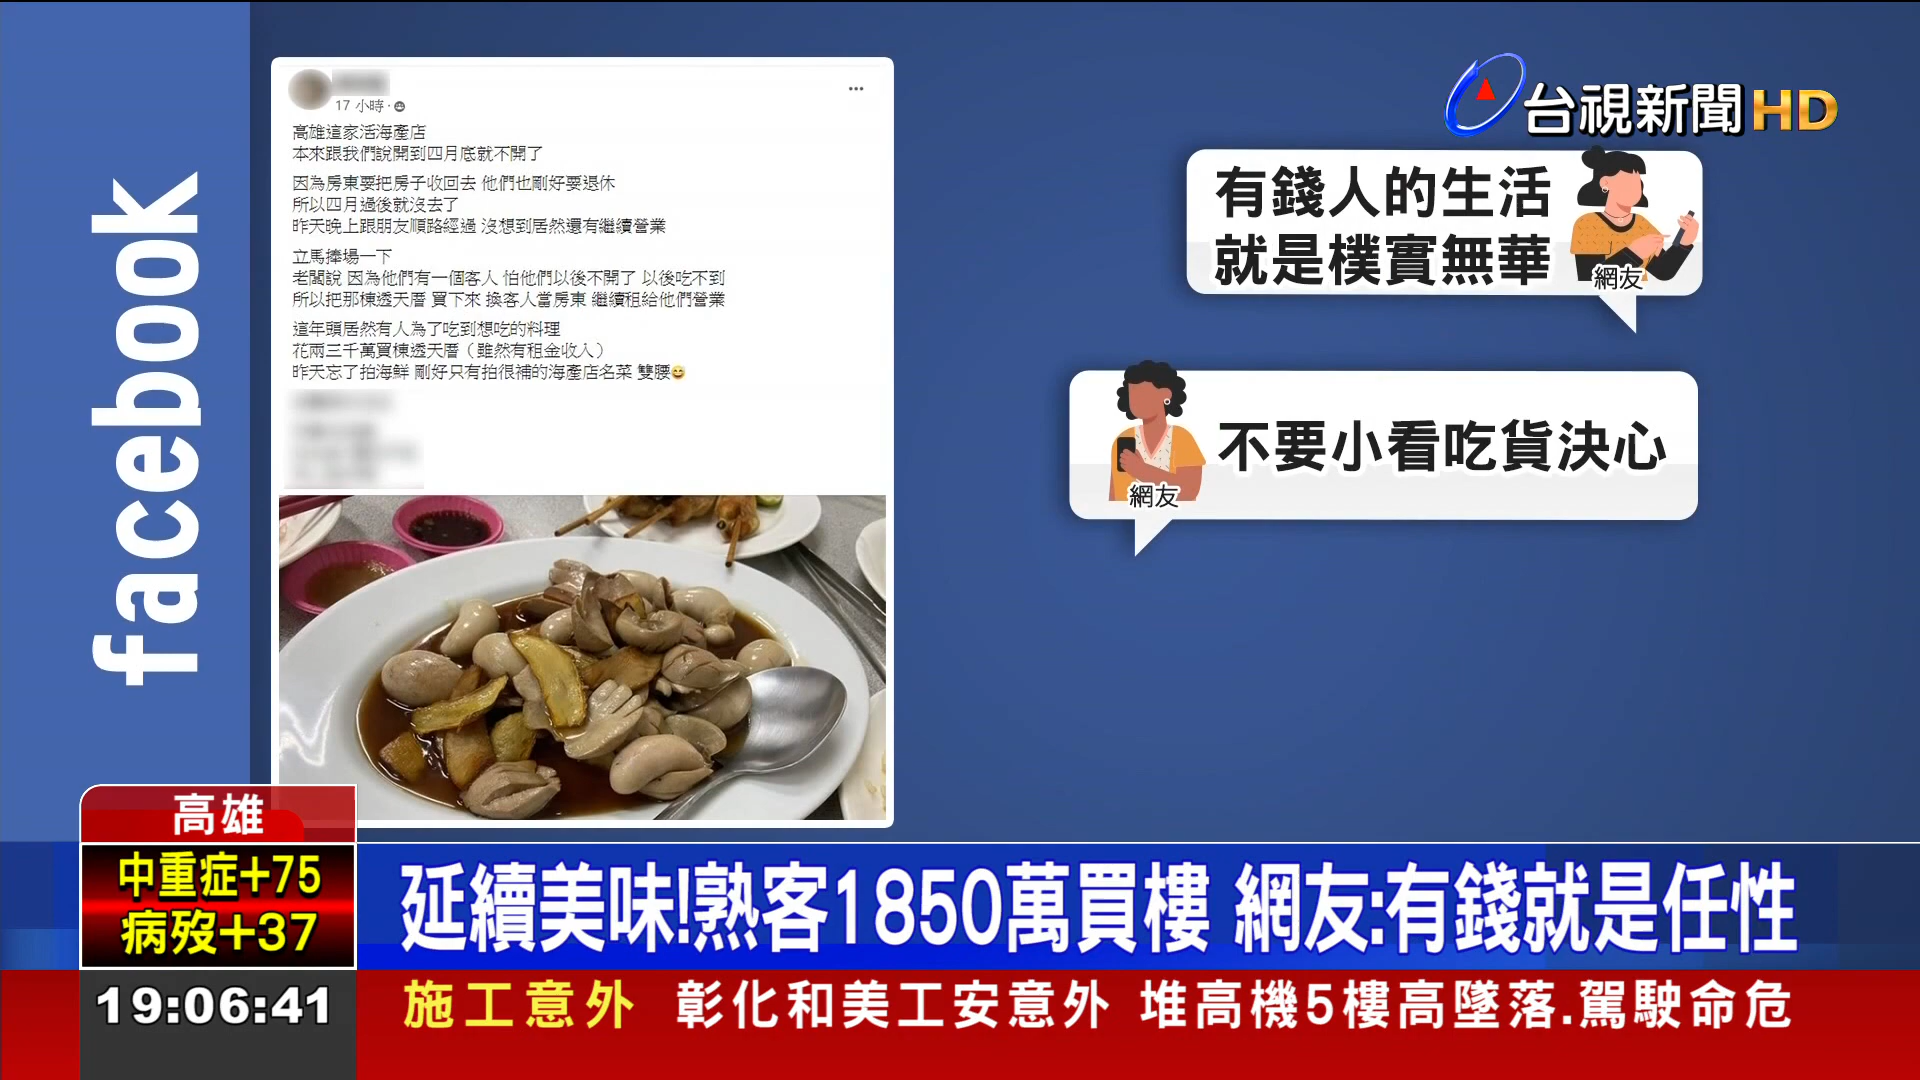 facebook
17 小時
高雄這家活海產店
本來跟我們說開到四月底就不開了
因為房東要把房子收回去 他們也剛好要退休
所以四月過後就沒去了
昨天晚上跟朋友順路經過 沒想到居然還有繼續營業
立馬捧場一下
老闆說 因為他們有一個客人 怕他們以後不開了 以後吃不到
所以把那棟透天厝 買下來 換客人當房東 繼續租給他們營業
這年頭居然有人為了吃到想吃的料理
花兩三千萬買棟透天厝（雖然有租金收入）
昨天忘了拍海鮮 剛好只有拍很補的海產店名菜 雙腰😄
台視新聞HD
有錢人的生活
就是樸實無華
網友
不要小看吃貨決心
網友
高雄
中重症+75
病歿+37
19:06:41
延續美味!熟客1850萬買樓 網友:有錢就是任性
施工意外 彰化和美工安意外 堆高機5樓高墜落.駕駛命危